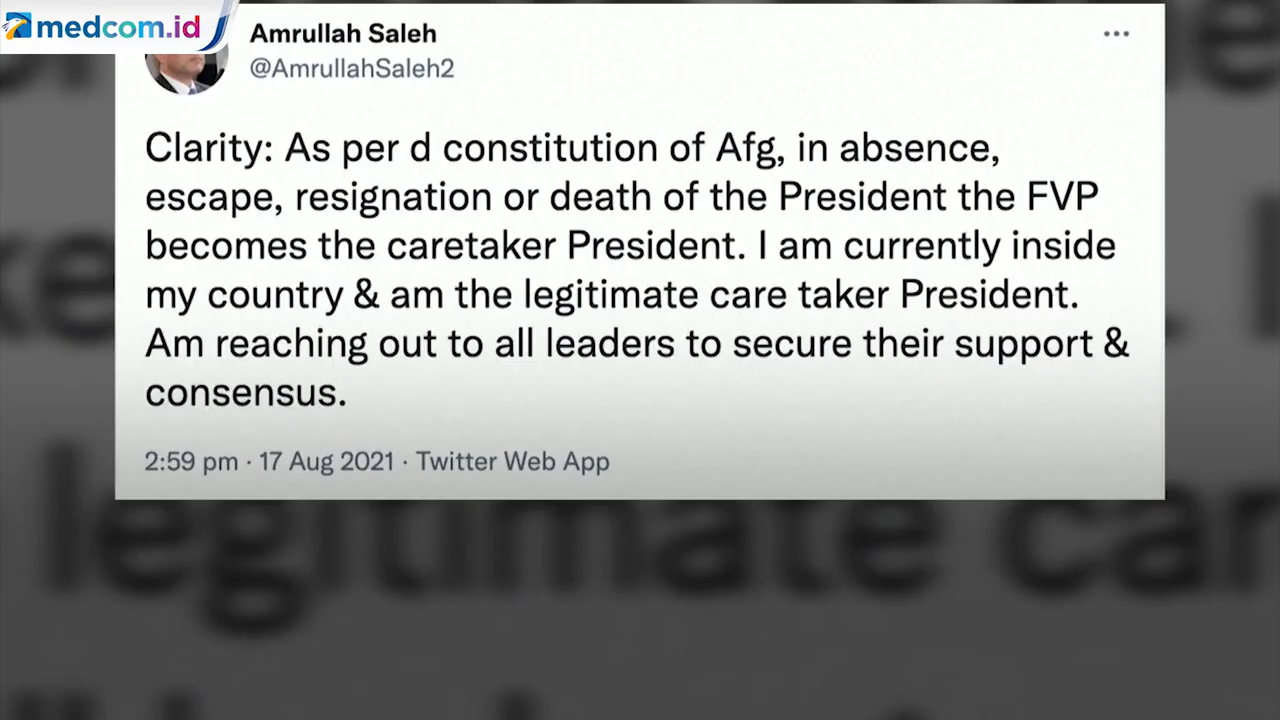 medcom.id
Amrullah Saleh
@AmrullahSaleh2
Clarity: As per d constitution of Afg, in absence,
escape, resignation or death of the President the FVP
becomes the caretaker President. I am currently inside
my country & am the legitimate care taker President.
Am reaching out to all leaders to secure their support &
consensus.
2:59 pm · 17 Aug 2021 · Twitter Web App
legitimate car